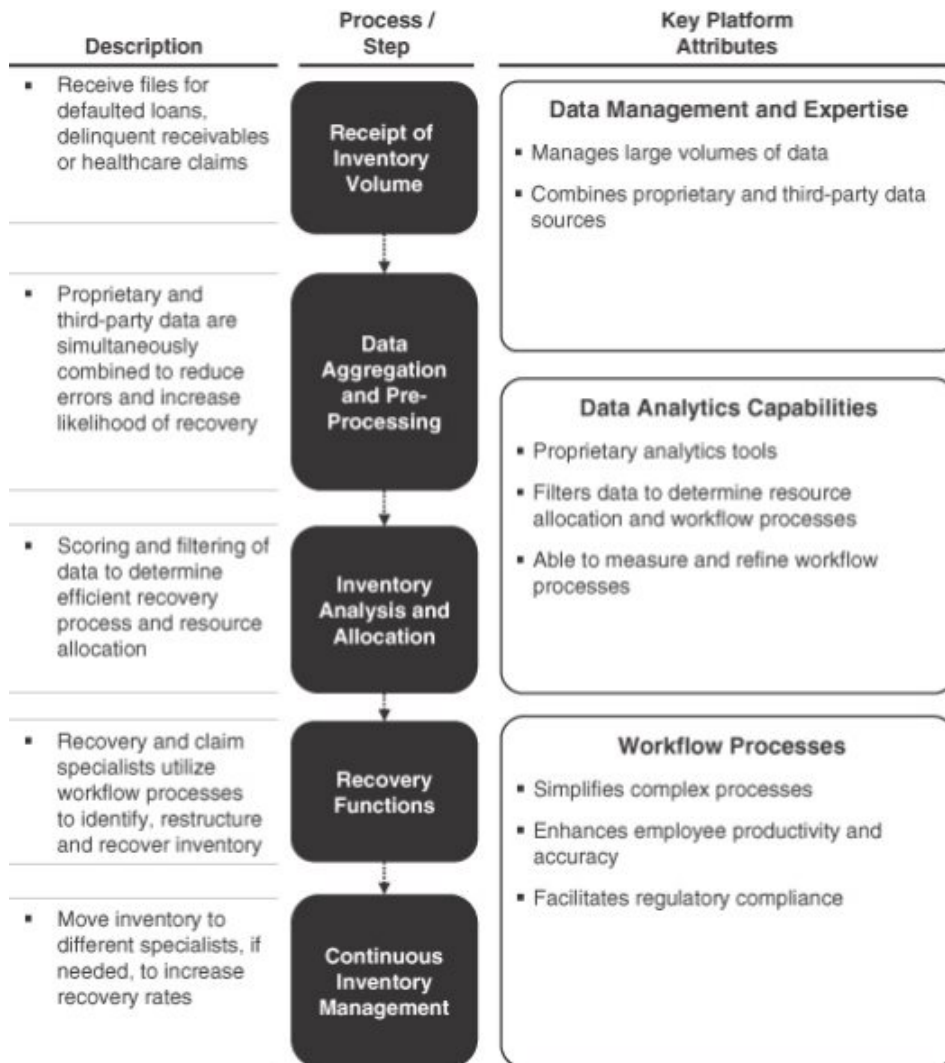 Description
Process /
Step
Key Platform
Attributes
▪ Receive files for
defaulted loans,
delinquent receivables
or healthcare claims
Receipt of
Inventory
Volume
▪ Proprietary and
third-party data are
simultaneously
combined to reduce
errors and increase
likelihood of recovery
Data
Aggregation
and Pre-
Processing
▪ Scoring and filtering of
data to determine
efficient recovery
process and resource
allocation
Inventory
Analysis and
Allocation
▪ Recovery and claim
specialists utilize
workflow processes
to identify, restructure
and recover inventory
Recovery
Functions
▪ Move inventory to
different specialists, if
needed, to increase
recovery rates
Continuous
Inventory
Management
Data Management and Expertise
▪ Manages large volumes of data
▪ Combines proprietary and third-party data
sources
Data Analytics Capabilities
▪ Proprietary analytics tools
▪ Filters data to determine resource
allocation and workflow processes
▪ Able to measure and refine workflow
processes
Workflow Processes
▪ Simplifies complex processes
▪ Enhances employee productivity and
accuracy
▪ Facilitates regulatory compliance